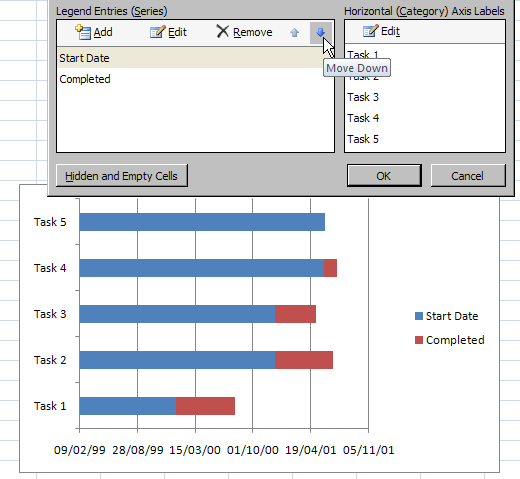 Legend Entries (Series)
Horizontal (Category) Axis Labels
Add Edit Remove
Edit
Start Date
Completed
Move Down
Task 1
Task 2
Task 3
Task 4
Task 5
Hidden and Empty Cells
OK Cancel
Task 5
Task 4
Task 3
Task 2
Task 1
Start Date
Completed
09/02/99 28/08/99 15/03/00 01/10/00 19/04/01 05/11/01